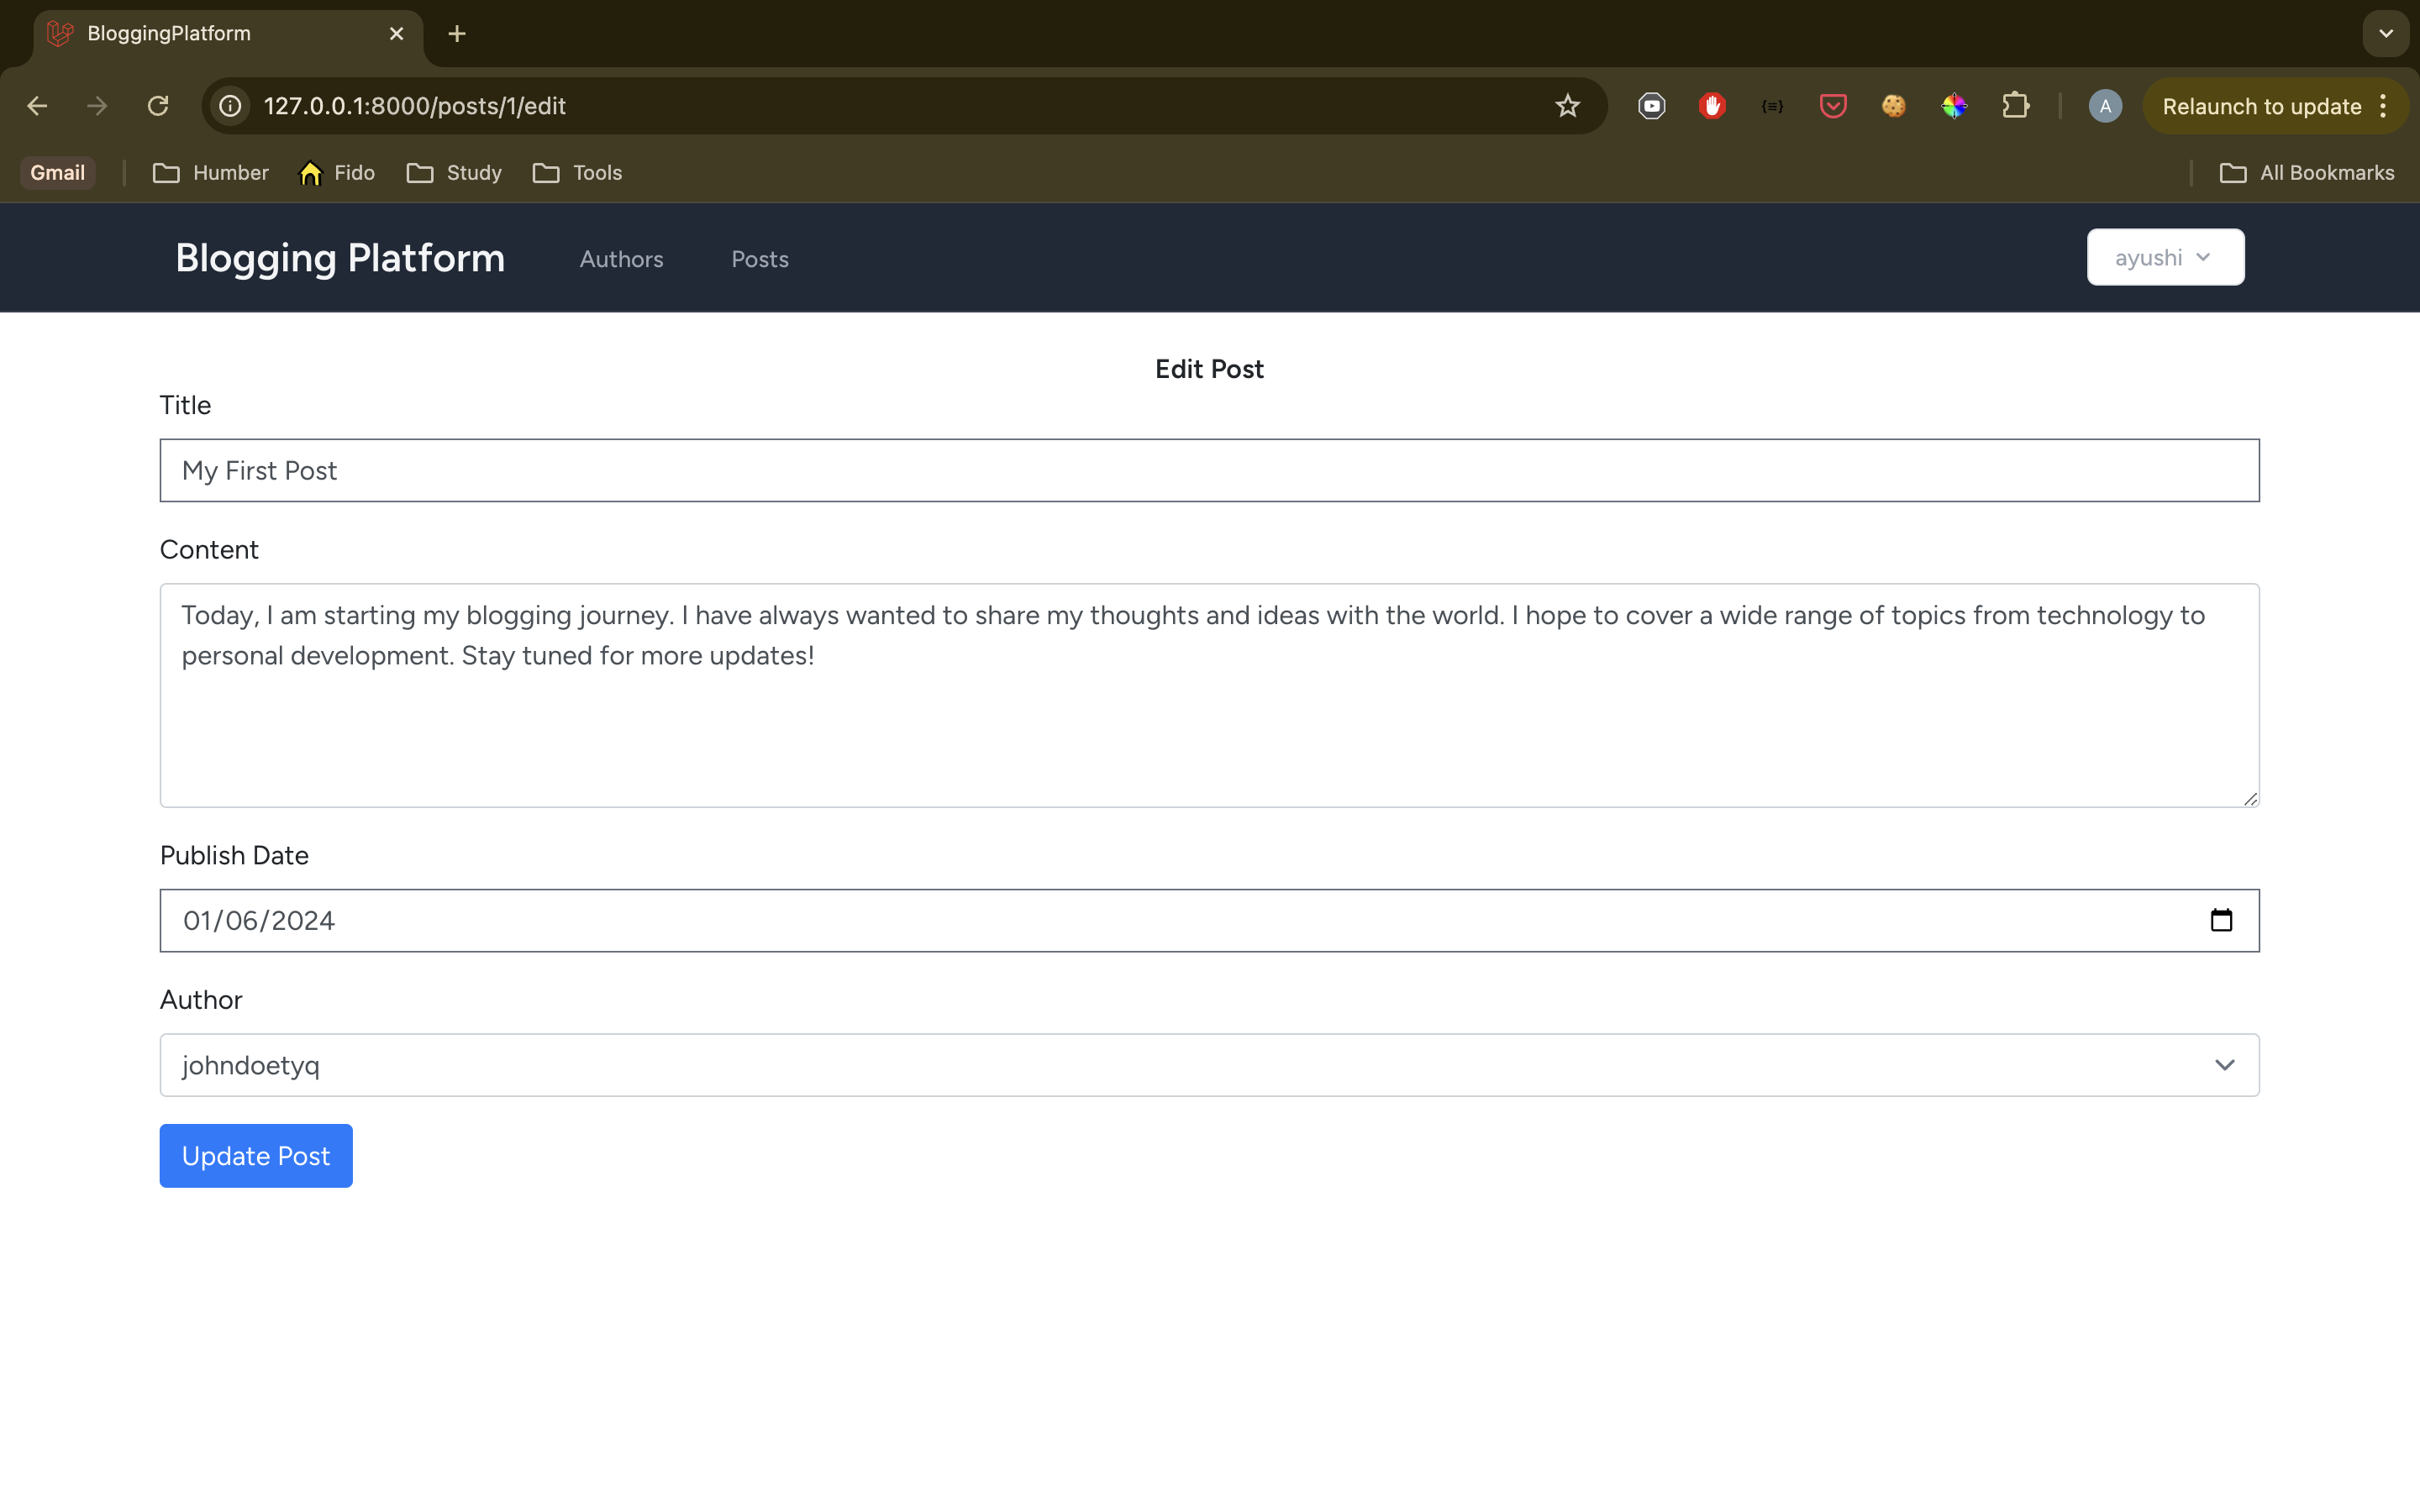 BloggingPlatform
127.0.0.1:8000/posts/1/edit
A
Relaunch to update
Gmail
Humber
Fido
Study
Tools
All Bookmarks
Blogging Platform
Authors
Posts
ayushi
Edit Post
Title
My First Post
Content
Today, I am starting my blogging journey. I have always wanted to share my thoughts and ideas with the world. I hope to cover a wide range of topics from technology to
personal development. Stay tuned for more updates!
Publish Date
01/06/2024
Author
johndoetyq
Update Post